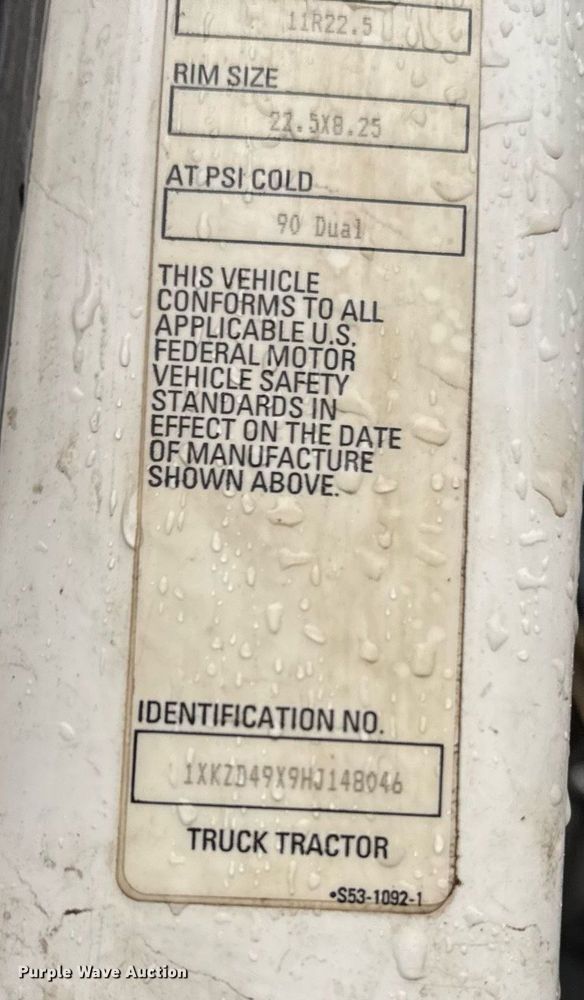 11R22.5
RIM SIZE
22.5X8.25
AT PSI COLD
90 Dual
THIS VEHICLE
CONFORMS TO ALL
APPLICABLE U.S.
FEDERAL MOTOR
VEHICLE SAFETY
STANDARDS IN
EFFECT ON THE DATE
OF MANUFACTURE
SHOWN ABOVE.
IDENTIFICATION NO.
1XKZD49X9HJ148046
TRUCK TRACTOR
•S53-1092-1
Purple Wave Auction